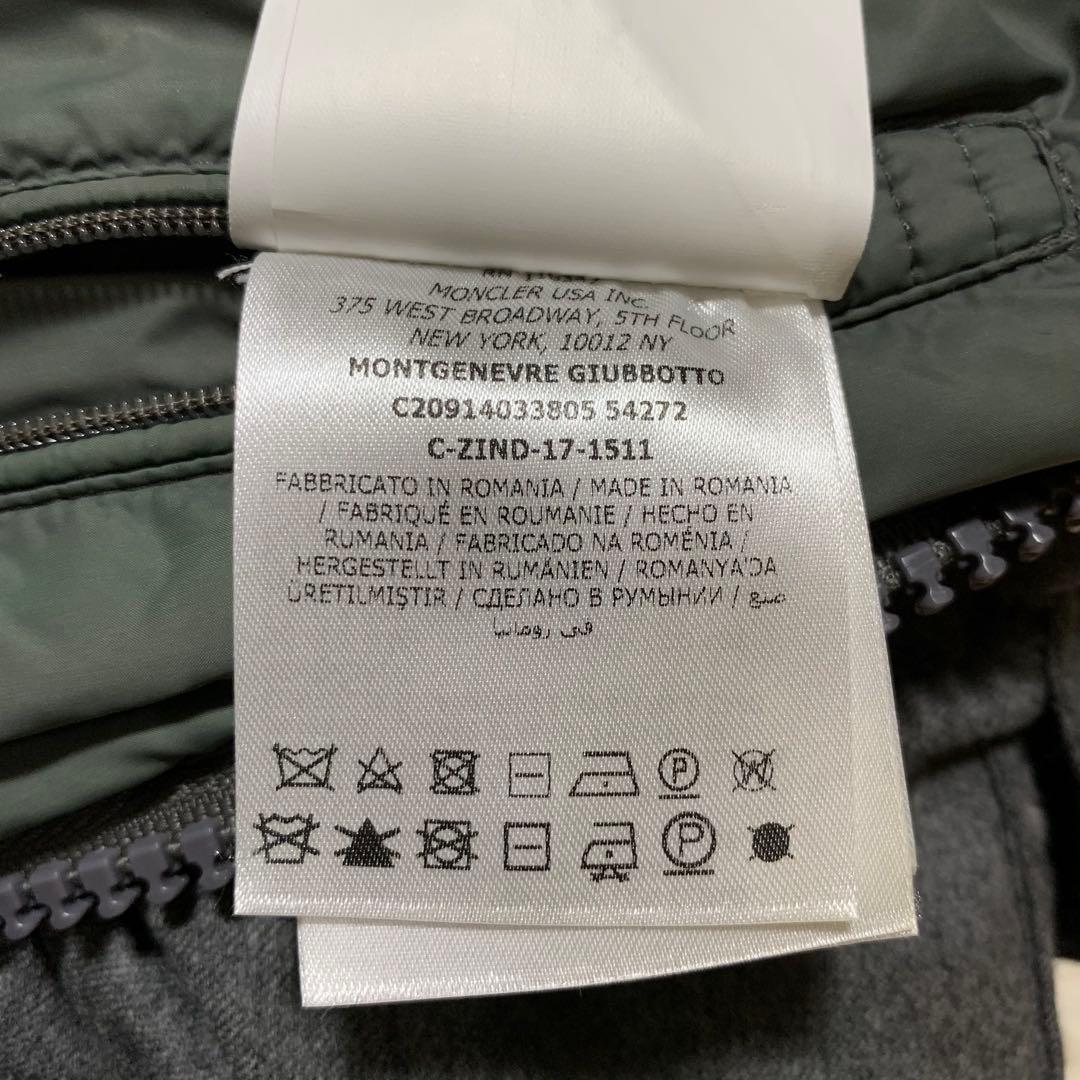 MONCLER USA INC.
375 WEST BROADWAY, 5TH FLOOR
NEW YORK, 10012 NY
MONTGENEVRE GIUBBOTTO
C20914033805 54272
C-ZIND-17-1511
FABBRICATO IN ROMANIA / MADE IN ROMANIA
/ FABRIQUÉ EN ROUMANIE / HECHO EN
RUMANIA / FABRICADO NA ROMÉNIA /
HERGESTELLT IN RUMÄNIEN / ROMANYA'DA
ÜRETILMIŞTIR / СДЕЛАНО В РУМЫНИИ / صنع
في رومانيا
P W
P